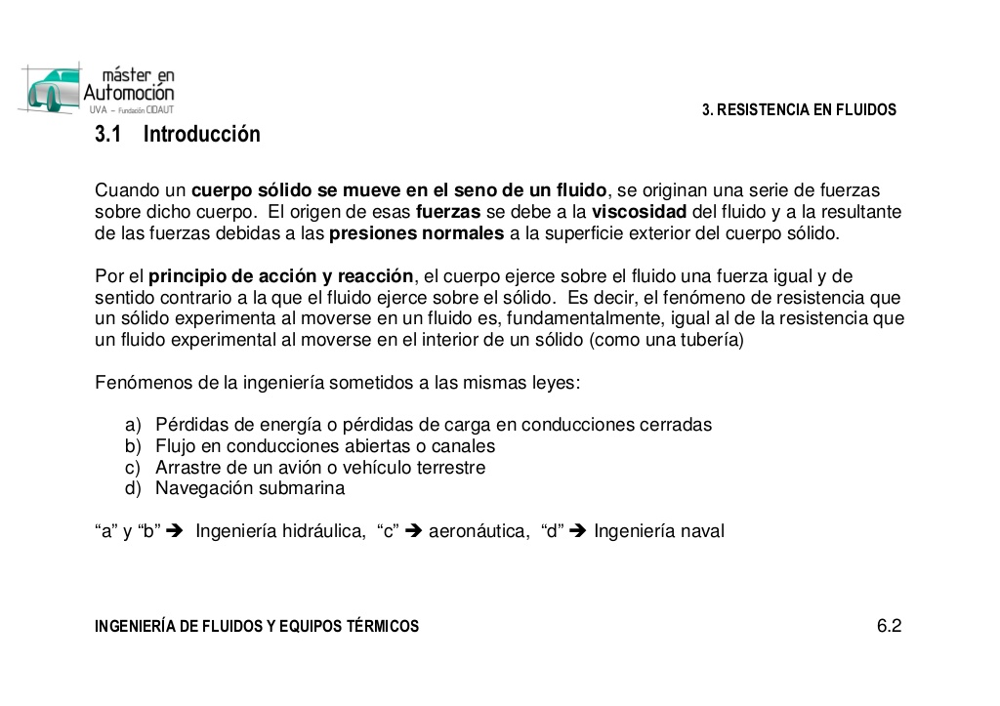 máster en
Automoción
UVA – Fundación CIDAUT
3. RESISTENCIA EN FLUIDOS
3.1 Introducción
Cuando un cuerpo sólido se mueve en el seno de un fluido, se originan una serie de fuerzas
sobre dicho cuerpo. El origen de esas fuerzas se debe a la viscosidad del fluido y a la resultante
de las fuerzas debidas a las presiones normales a la superficie exterior del cuerpo sólido.
Por el principio de acción y reacción, el cuerpo ejerce sobre el fluido una fuerza igual y de
sentido contrario a la que el fluido ejerce sobre el sólido. Es decir, el fenómeno de resistencia que
un sólido experimenta al moverse en un fluido es, fundamentalmente, igual al de la resistencia que
un fluido experimental al moverse en el interior de un sólido (como una tubería)
Fenómenos de la ingeniería sometidos a las mismas leyes:
a) Pérdidas de energía o pérdidas de carga en conducciones cerradas
b) Flujo en conducciones abiertas o canales
c) Arrastre de un avión o vehículo terrestre
d) Navegación submarina
“a” y “b” ➔ Ingeniería hidráulica, “c” ➔ aeronáutica, “d” ➔ Ingeniería naval
INGENIERÍA DE FLUIDOS Y EQUIPOS TÉRMICOS
6.2